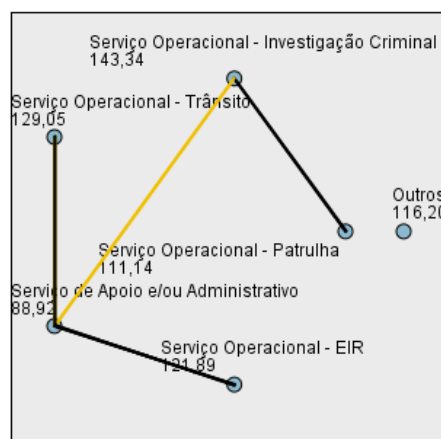 Serviço Operacional - Investigação Criminal
143,34
Serviço Operacional - Trânsito
129,05
Outros
116,20
Serviço Operacional - Patrulha
111,14
Serviço de Apoio e/ou Administrativo
88,92
Serviço Operacional - EIR
121,89